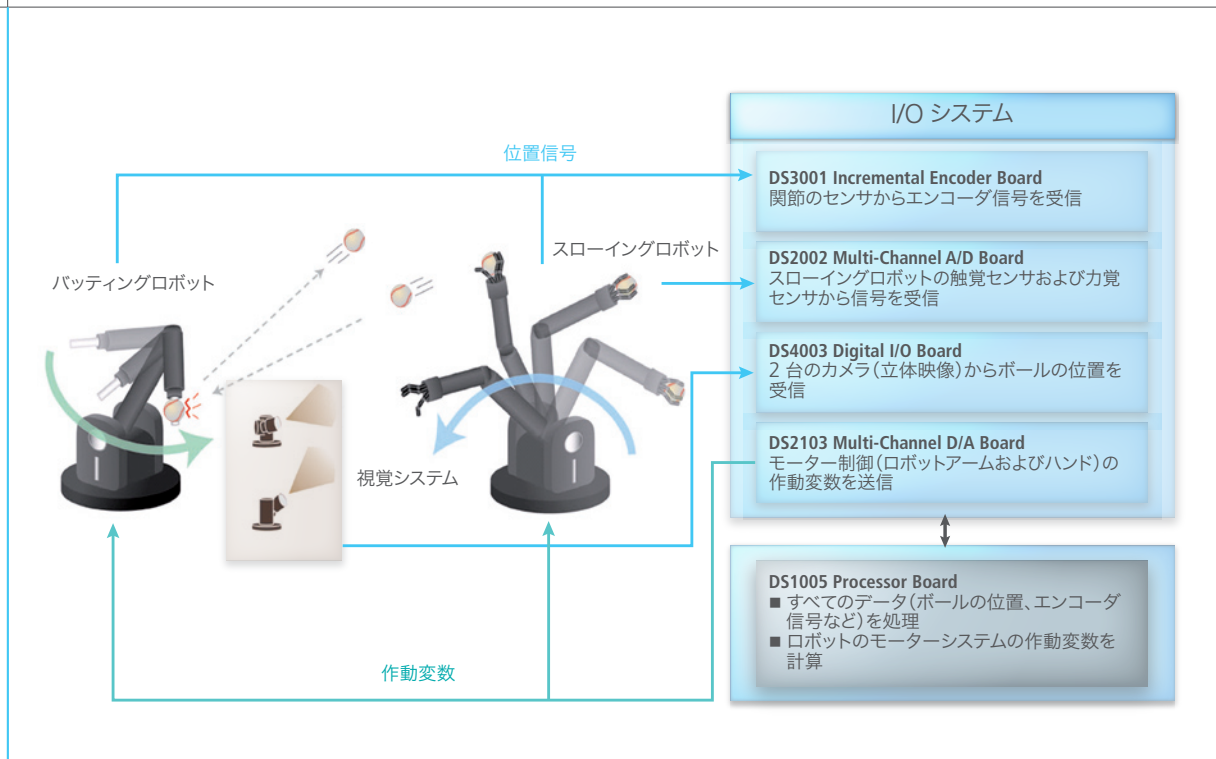 I/O システム
位置信号
DS3001 Incremental Encoder Board
関節のセンサからエンコーダ信号を受信
スローイングロボット
バッティングロボット
DS2002 Multi-Channel A/D Board
スローイングロボットの触覚センサおよび力覚
センサから信号を受信
DS4003 Digital I/O Board
2 台のカメラ（立体映像）からボールの位置を
受信
DS2103 Multi-Channel D/A Board
モーター制御（ロボットアームおよびハンド）の
作動変数を送信
視覚システム
DS1005 Processor Board
■ すべてのデータ（ボールの位置、エンコーダ
信号など）を処理
■ ロボットのモーターシステムの作動変数を
計算
作動変数